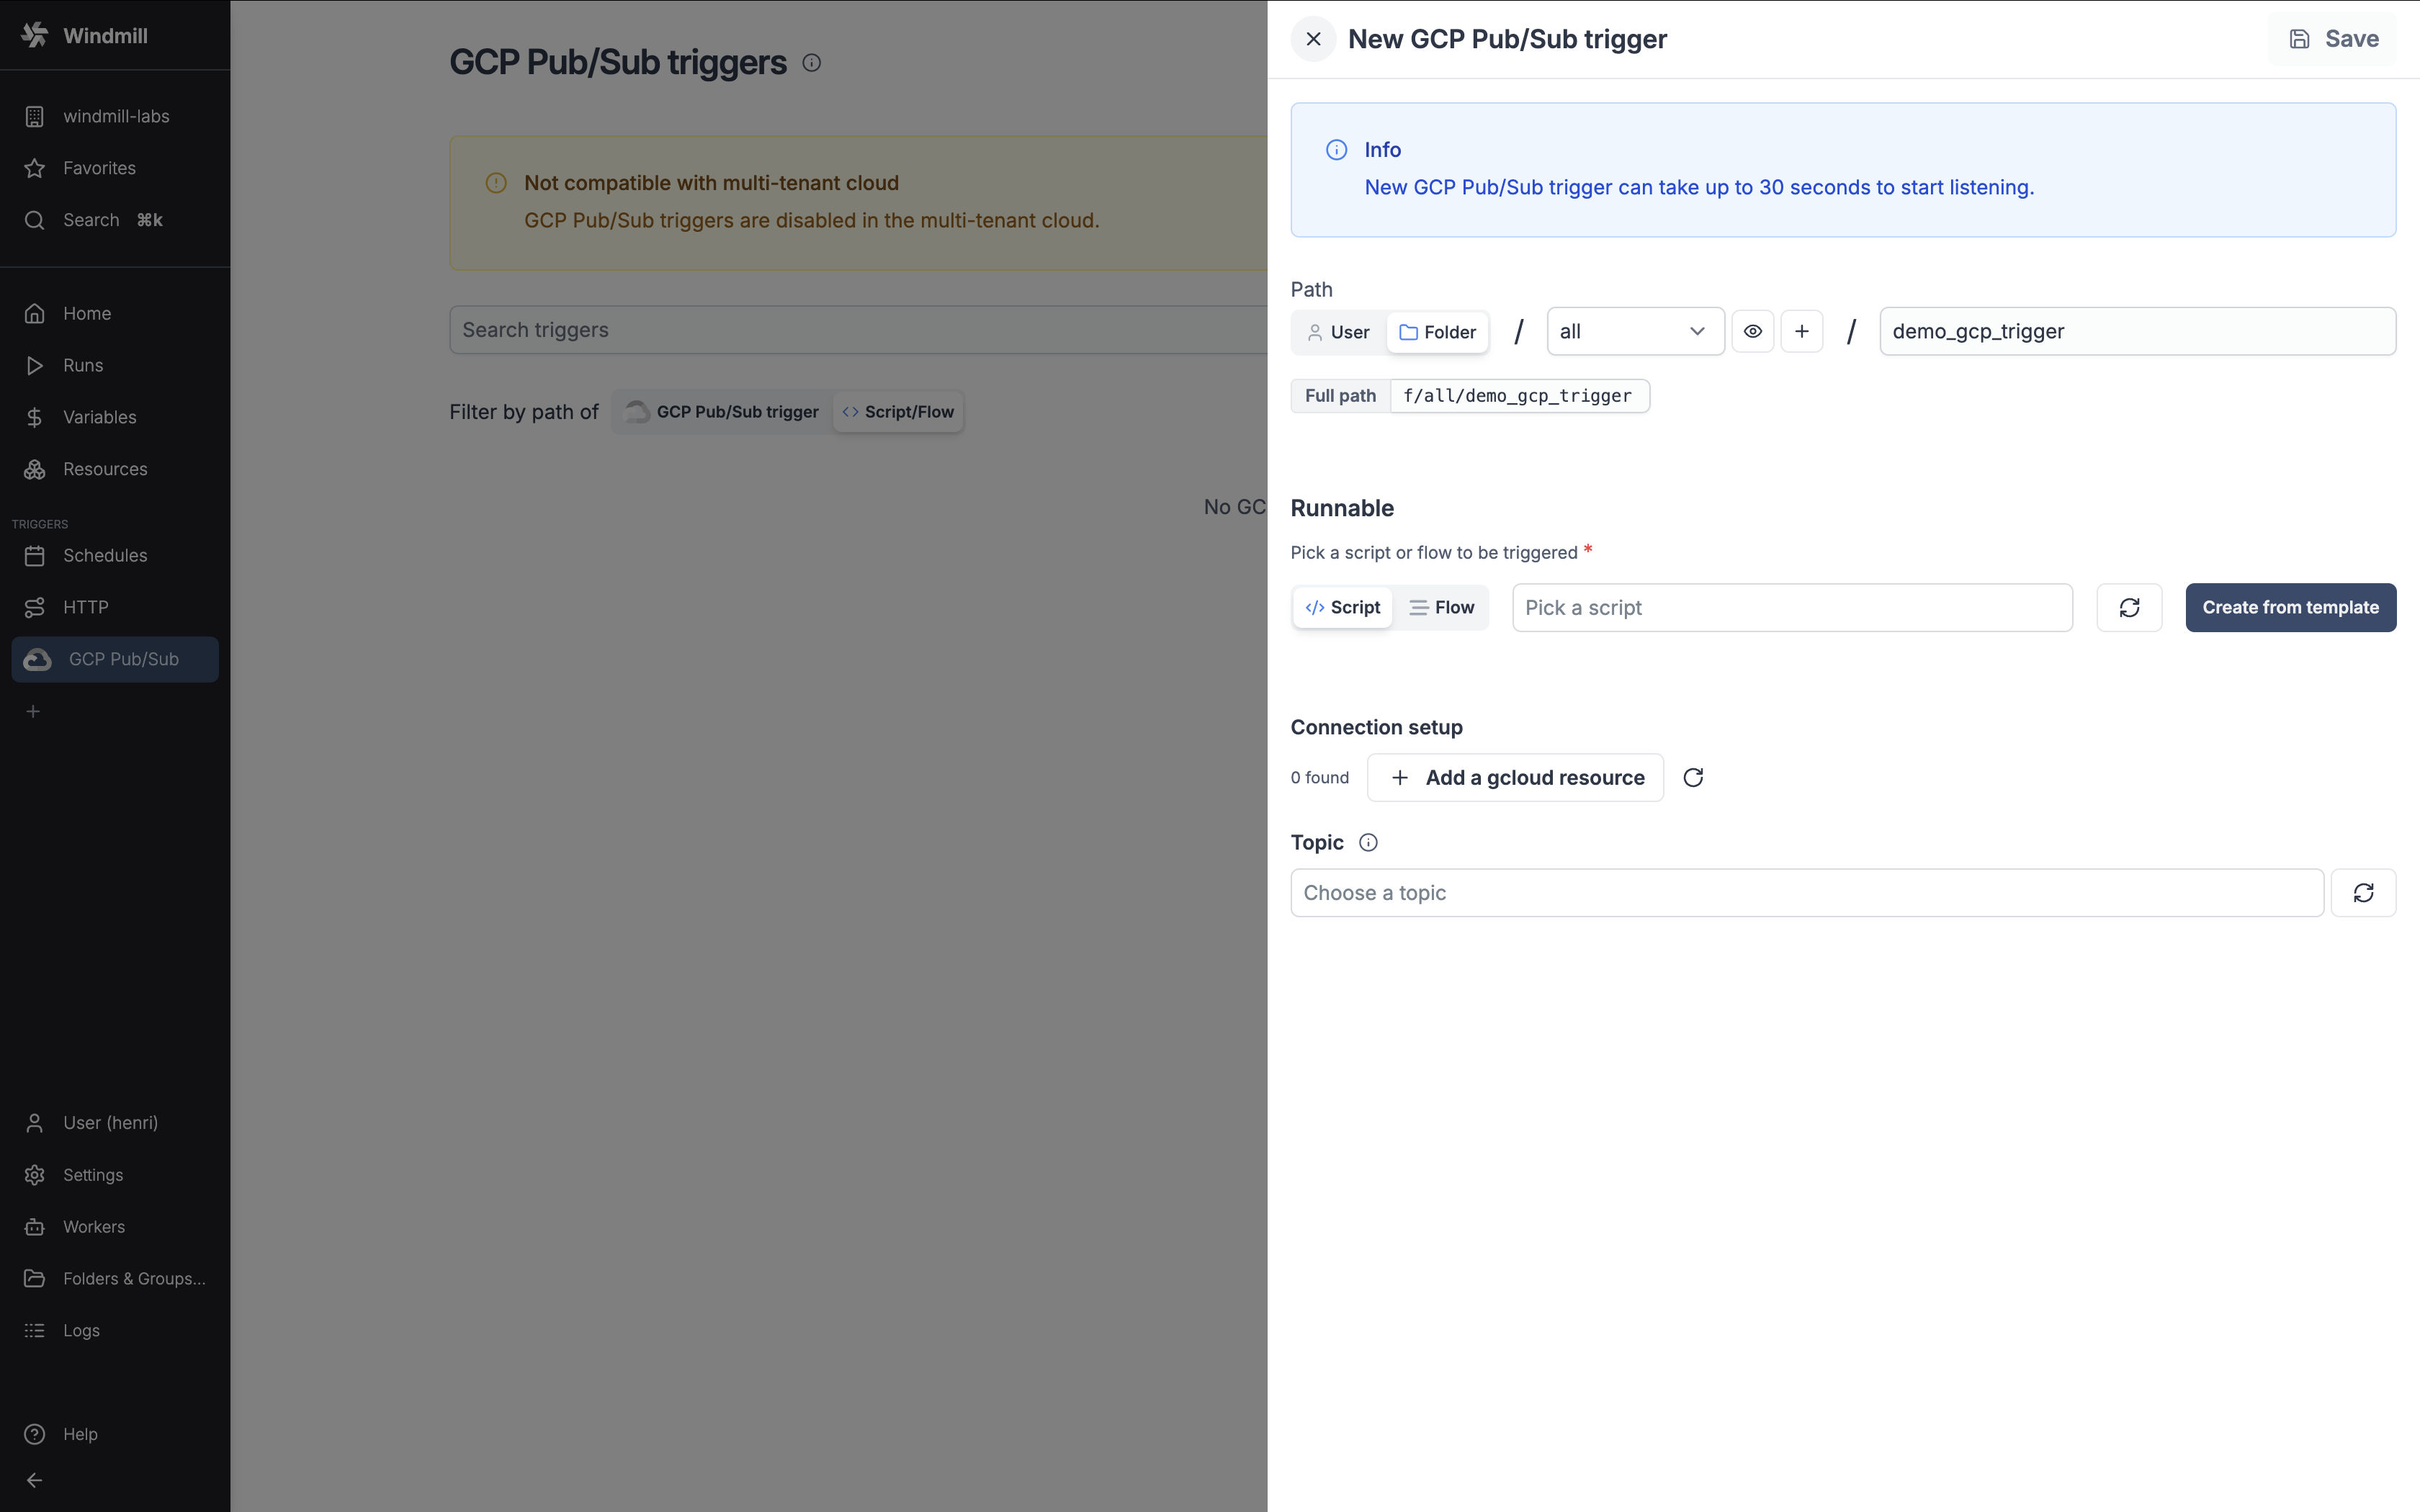 Windmill
windmill-labs
Favorites
Search ⌘k
Home
Runs
Variables
Resources
TRIGGERS
Schedules
HTTP
GCP Pub/Sub
User (henri)
Settings
Workers
Folders & Groups...
Logs
Help
GCP Pub/Sub triggers
Not compatible with multi-tenant cloud
GCP Pub/Sub triggers are disabled in the multi-tenant cloud.
Search triggers
Filter by path of GCP Pub/Sub trigger Script/Flow
No GC
New GCP Pub/Sub trigger
Save
Info
New GCP Pub/Sub trigger can take up to 30 seconds to start listening.
Path
User Folder / all / demo_gcp_trigger
Full path f/all/demo_gcp_trigger
Runnable
Pick a script or flow to be triggered *
Script Flow Pick a script Create from template
Connection setup
0 found Add a gcloud resource
Topic
Choose a topic